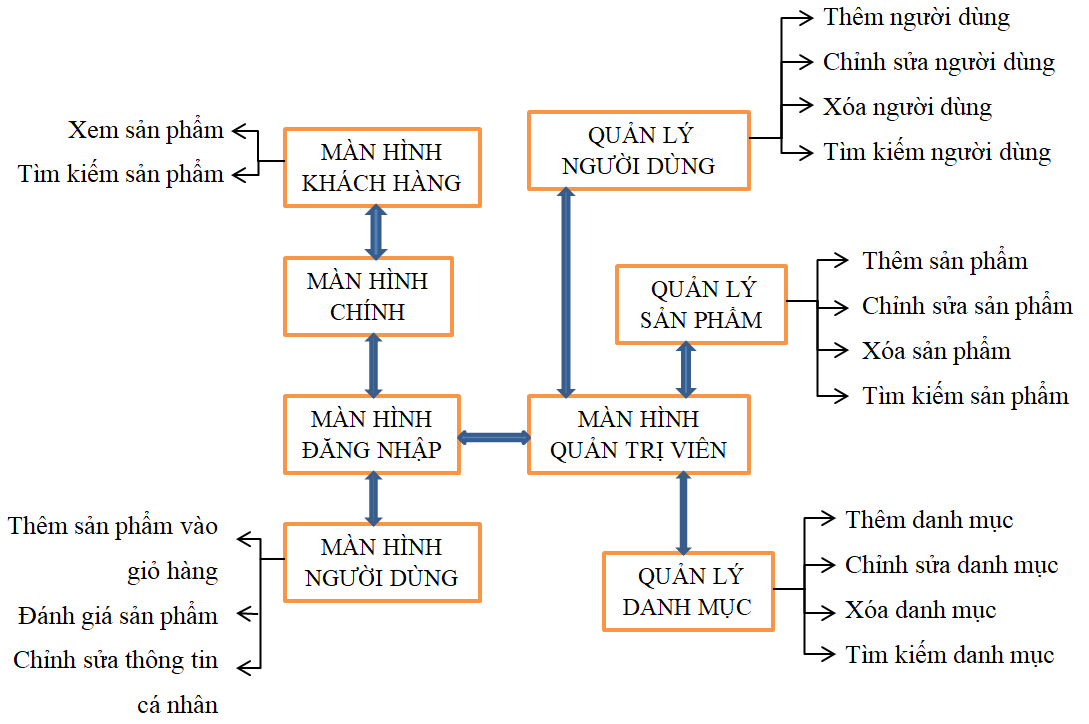 Thêm người dùng
Chỉnh sửa người dùng
Xóa người dùng
Tìm kiếm người dùng
QUẢN LÝ
NGƯỜI DÙNG
Xem sản phẩm
Tìm kiếm sản phẩm
MÀN HÌNH
KHÁCH HÀNG
MÀN HÌNH
CHÍNH
QUẢN LÝ
SẢN PHẨM
Thêm sản phẩm
Chỉnh sửa sản phẩm
Xóa sản phẩm
Tìm kiếm sản phẩm
MÀN HÌNH
ĐĂNG NHẬP
MÀN HÌNH
QUẢN TRỊ VIÊN
Thêm sản phẩm vào
giỏ hàng
Đánh giá sản phẩm
Chỉnh sửa thông tin
cá nhân
MÀN HÌNH
NGƯỜI DÙNG
QUẢN LÝ
DANH MỤC
Thêm danh mục
Chỉnh sửa danh mục
Xóa danh mục
Tìm kiếm danh mục